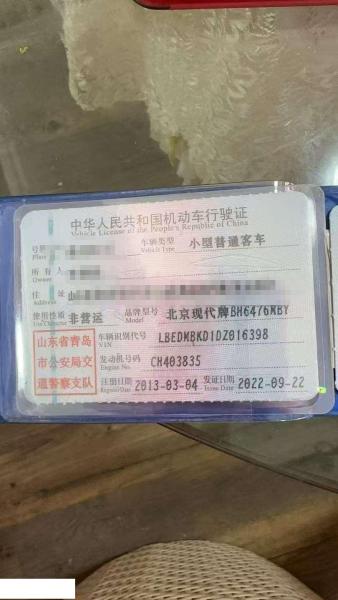 中华人民共和国机动车行驶证
Vehicle License of the People's Republic of China
号牌
Plate
车辆类型
Vehicle Type
小型普通客车
所有人
Owner
住址
Address
使用性质
Use Character
非营运
品牌型号
Model
北京现代牌BH6476MBY
山东省青岛
市公安局交
通警察支队
车辆识别代号
VIN
LBEDMBKD1DZ016398
发动机号码
Engine No.
CH403835
注册日期
Register Date
2013-03-04
发证日期
Issue Date
2022-09-22